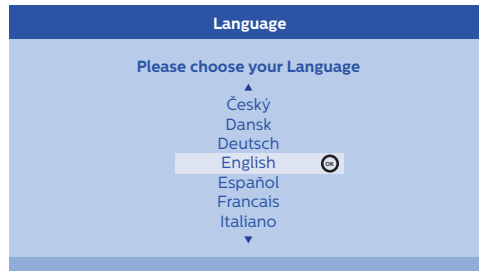 Language
Please choose your Language
Český
Dansk
Deutsch
English OK
Español
Francais
Italiano